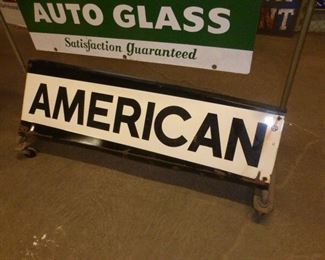 AUTO GLASS
Satisfaction Guaranteed
AMERICAN